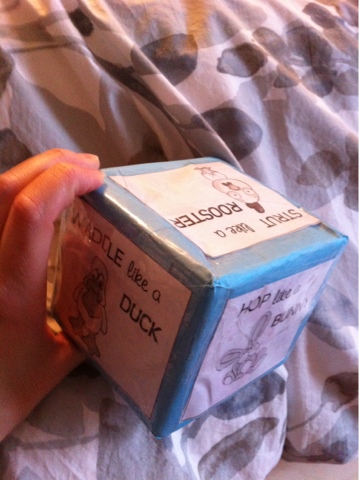 STRUT like a
ROOSTER
WADDLE like a
DUCK
HOP like a
BUNNY